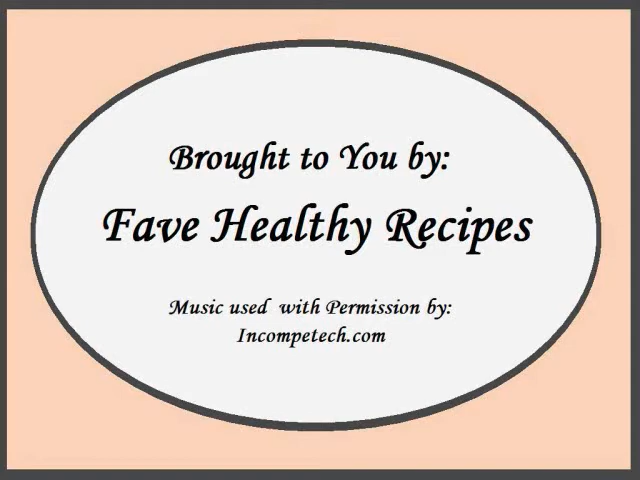 Brought to You by:
Fave Healthy Recipes
Music used with Permission by:
Incompetech.com